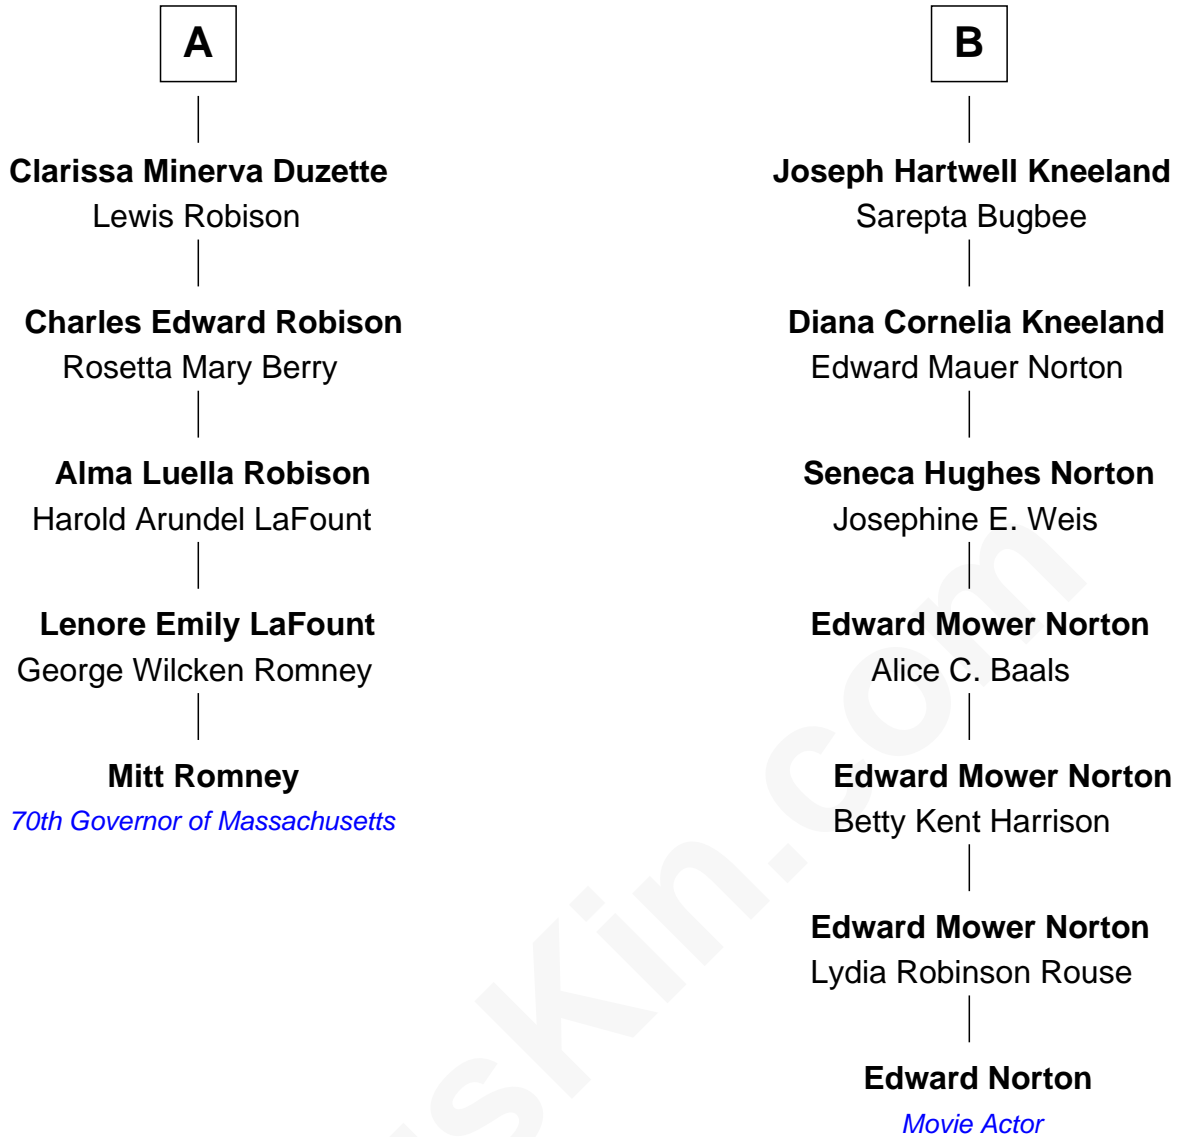 A
Clarissa Minerva Duzette
Lewis Robison
Charles Edward Robison
Rosetta Mary Berry
Alma Luella Robison
Harold Arundel LaFount
Lenore Emily LaFount
George Wilcken Romney
Mitt Romney
70th Governor of Massachusetts
B
Joseph Hartwell Kneeland
Sarepta Bugbee
Diana Cornelia Kneeland
Edward Mauer Norton
Seneca Hughes Norton
Josephine E. Weis
Edward Mower Norton
Alice C. Baals
Edward Mower Norton
Betty Kent Harrison
Edward Mower Norton
Lydia Robinson Rouse
Edward Norton
Movie Actor
sKin.com